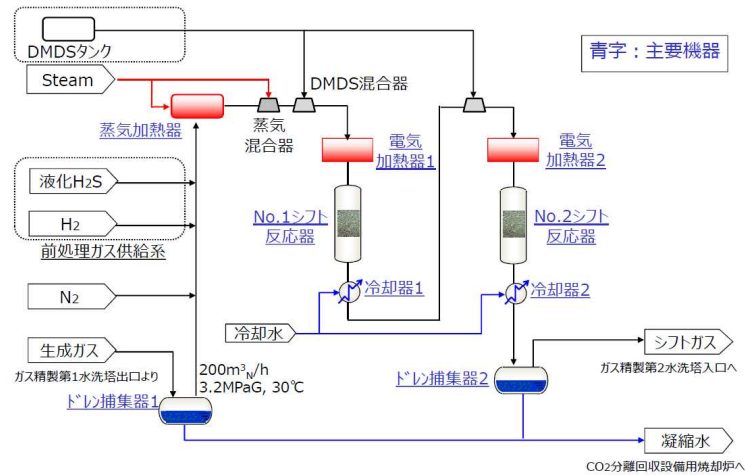 DMDSタンク
青字：主要機器
Steam
DMDS混合器
蒸気加熱器
蒸気
混合器
電気
加熱器1
電気
加熱器2
液化H2S
H2
前処理ガス供給系
No.1シフト
反応器
No.2シフト
反応器
N2
冷却器1
冷却器2
冷却水
生成ガス
ガス精製第1水洗塔出口より
200m³N/h
3.2MPaG, 30℃
シフトガス
ガス精製第2水洗塔入口へ
ドレン捕集器1
ドレン捕集器2
凝縮水
CO2分離回収設備用焼却炉へ